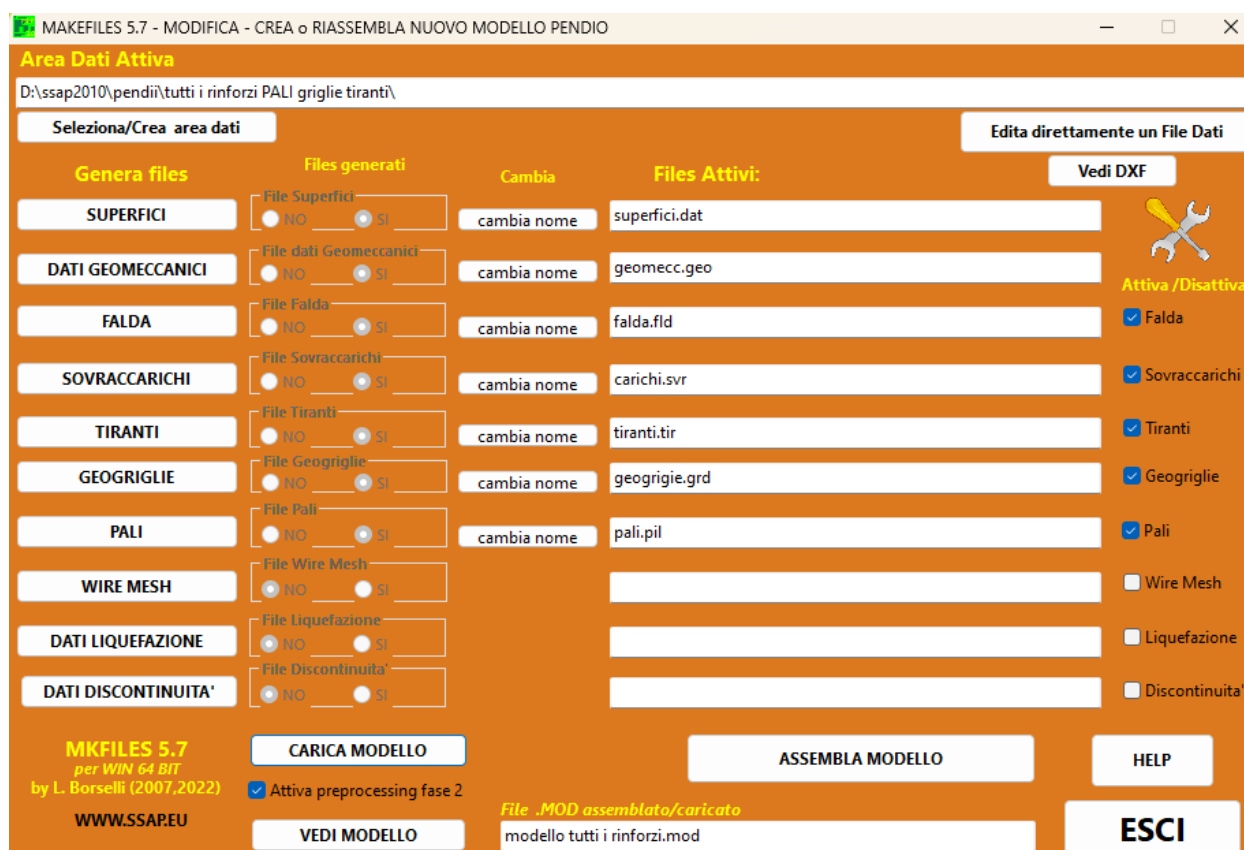 MAKEFILES 5.7 - MODIFICA - CREA o RIASSEMBLA NUOVO MODELLO PENDIO
Area Dati Attiva
D:\ssap2010\pendii\tutti i rinforzi PALI griglie tiranti\
Seleziona/Crea area dati
Edita direttamente un File Dati
Genera files
Files generati
Cambia
Files Attivi:
Vedi DXF
SUPERFICI
File Superfici
NO SI
cambia nome
superfici.dat
DATI GEOMECCANICI
File dati Geomeccanici
NO SI
cambia nome
geomecc.geo
Attiva /Disattiva
FALDA
File Falda
NO SI
cambia nome
falda.fld
Falda
SOVRACCARICHI
File Sovraccarichi
NO SI
cambia nome
carichi.svr
Sovraccarichi
TIRANTI
File Tiranti
NO SI
cambia nome
tiranti.tir
Tiranti
GEOGRIGLIE
File Geogriglie
NO SI
cambia nome
geogrigie.grd
Geogriglie
PALI
File Pali
NO SI
cambia nome
pali.pil
Pali
WIRE MESH
File Wire Mesh
NO SI
Wire Mesh
DATI LIQUEFAZIONE
File Liquefazione
NO SI
Liquefazione
DATI DISCONTINUITA'
File Discontinuita'
NO SI
Discontinuita'
MKFILES 5.7
per WIN 64 BIT
by L. Borselli (2007,2022)
WWW.SSAP.EU
CARICA MODELLO
Attiva preprocessing fase 2
VEDI MODELLO
ASSEMBLA MODELLO
HELP
File .MOD assemblato/caricato
modello tutti i rinforzi.mod
ESCI